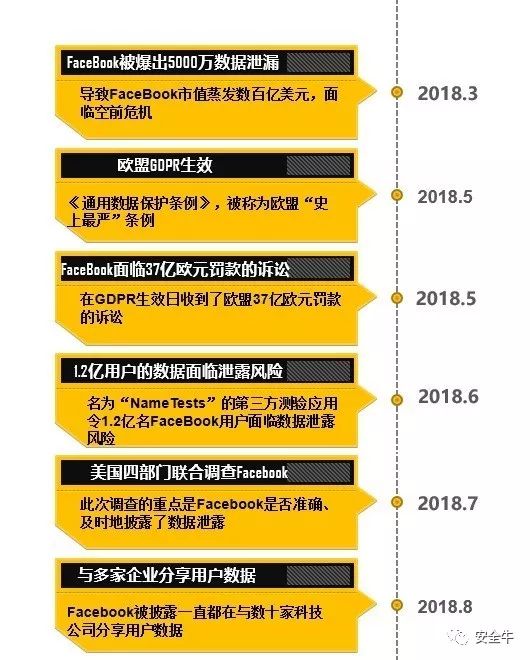 FaceBook被爆出5000万数据泄漏
导致FaceBook市值蒸发数百亿美元，面
临空前危机
2018.3
欧盟GDPR生效
《通用数据保护条例》，被称为欧盟“史
上最严”条例
2018.5
FaceBook面临37亿欧元罚款的诉讼
在GDPR生效日收到了欧盟37亿欧元罚款
的诉讼
2018.5
1.2亿用户的数据面临泄露风险
名为“NameTests”的第三方测验应用
令1.2亿名FaceBook用户面临数据泄露
风险
2018.6
美国四部门联合调查Facebook
此次调查的重点是Facebook是否准确、
及时地披露了数据泄露
2018.7
与多家企业分享用户数据
Facebook被披露一直都在与数十家科技
公司分享用户数据
2018.8
安全牛